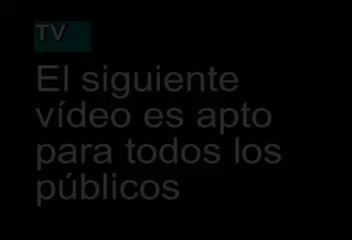 TV
El siguiente
vídeo es apto
para todos los
públicos